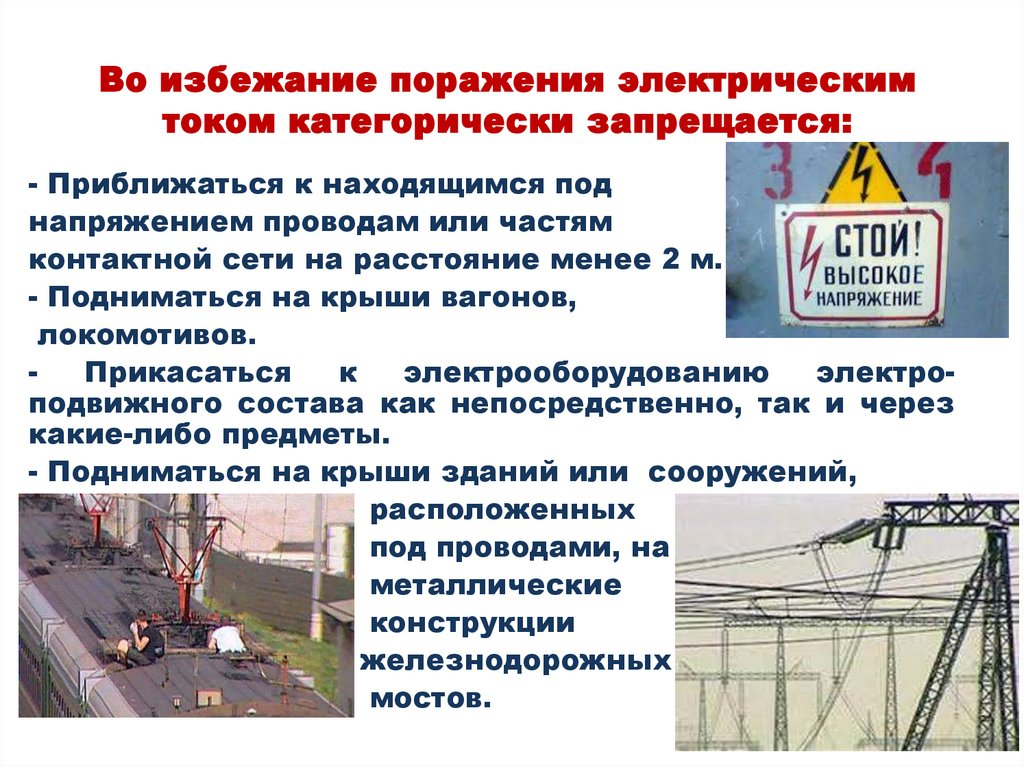 Во избежание поражения электрическим
током категорически запрещается:
- Приближаться к находящимся под
напряжением проводам или частям
контактной сети на расстояние менее 2 м.
- Подниматься на крыши вагонов,
локомотивов.
- Прикасаться к электрооборудованию электро-
подвижного состава как непосредственно, так и через
какие-либо предметы.
- Подниматься на крыши зданий или сооружений,
расположенных
под проводами, на
металлические
конструкции
железнодорожных
мостов.
3
СТОЙ!
ВЫСОКОЕ
НАПРЯЖЕНИЕ